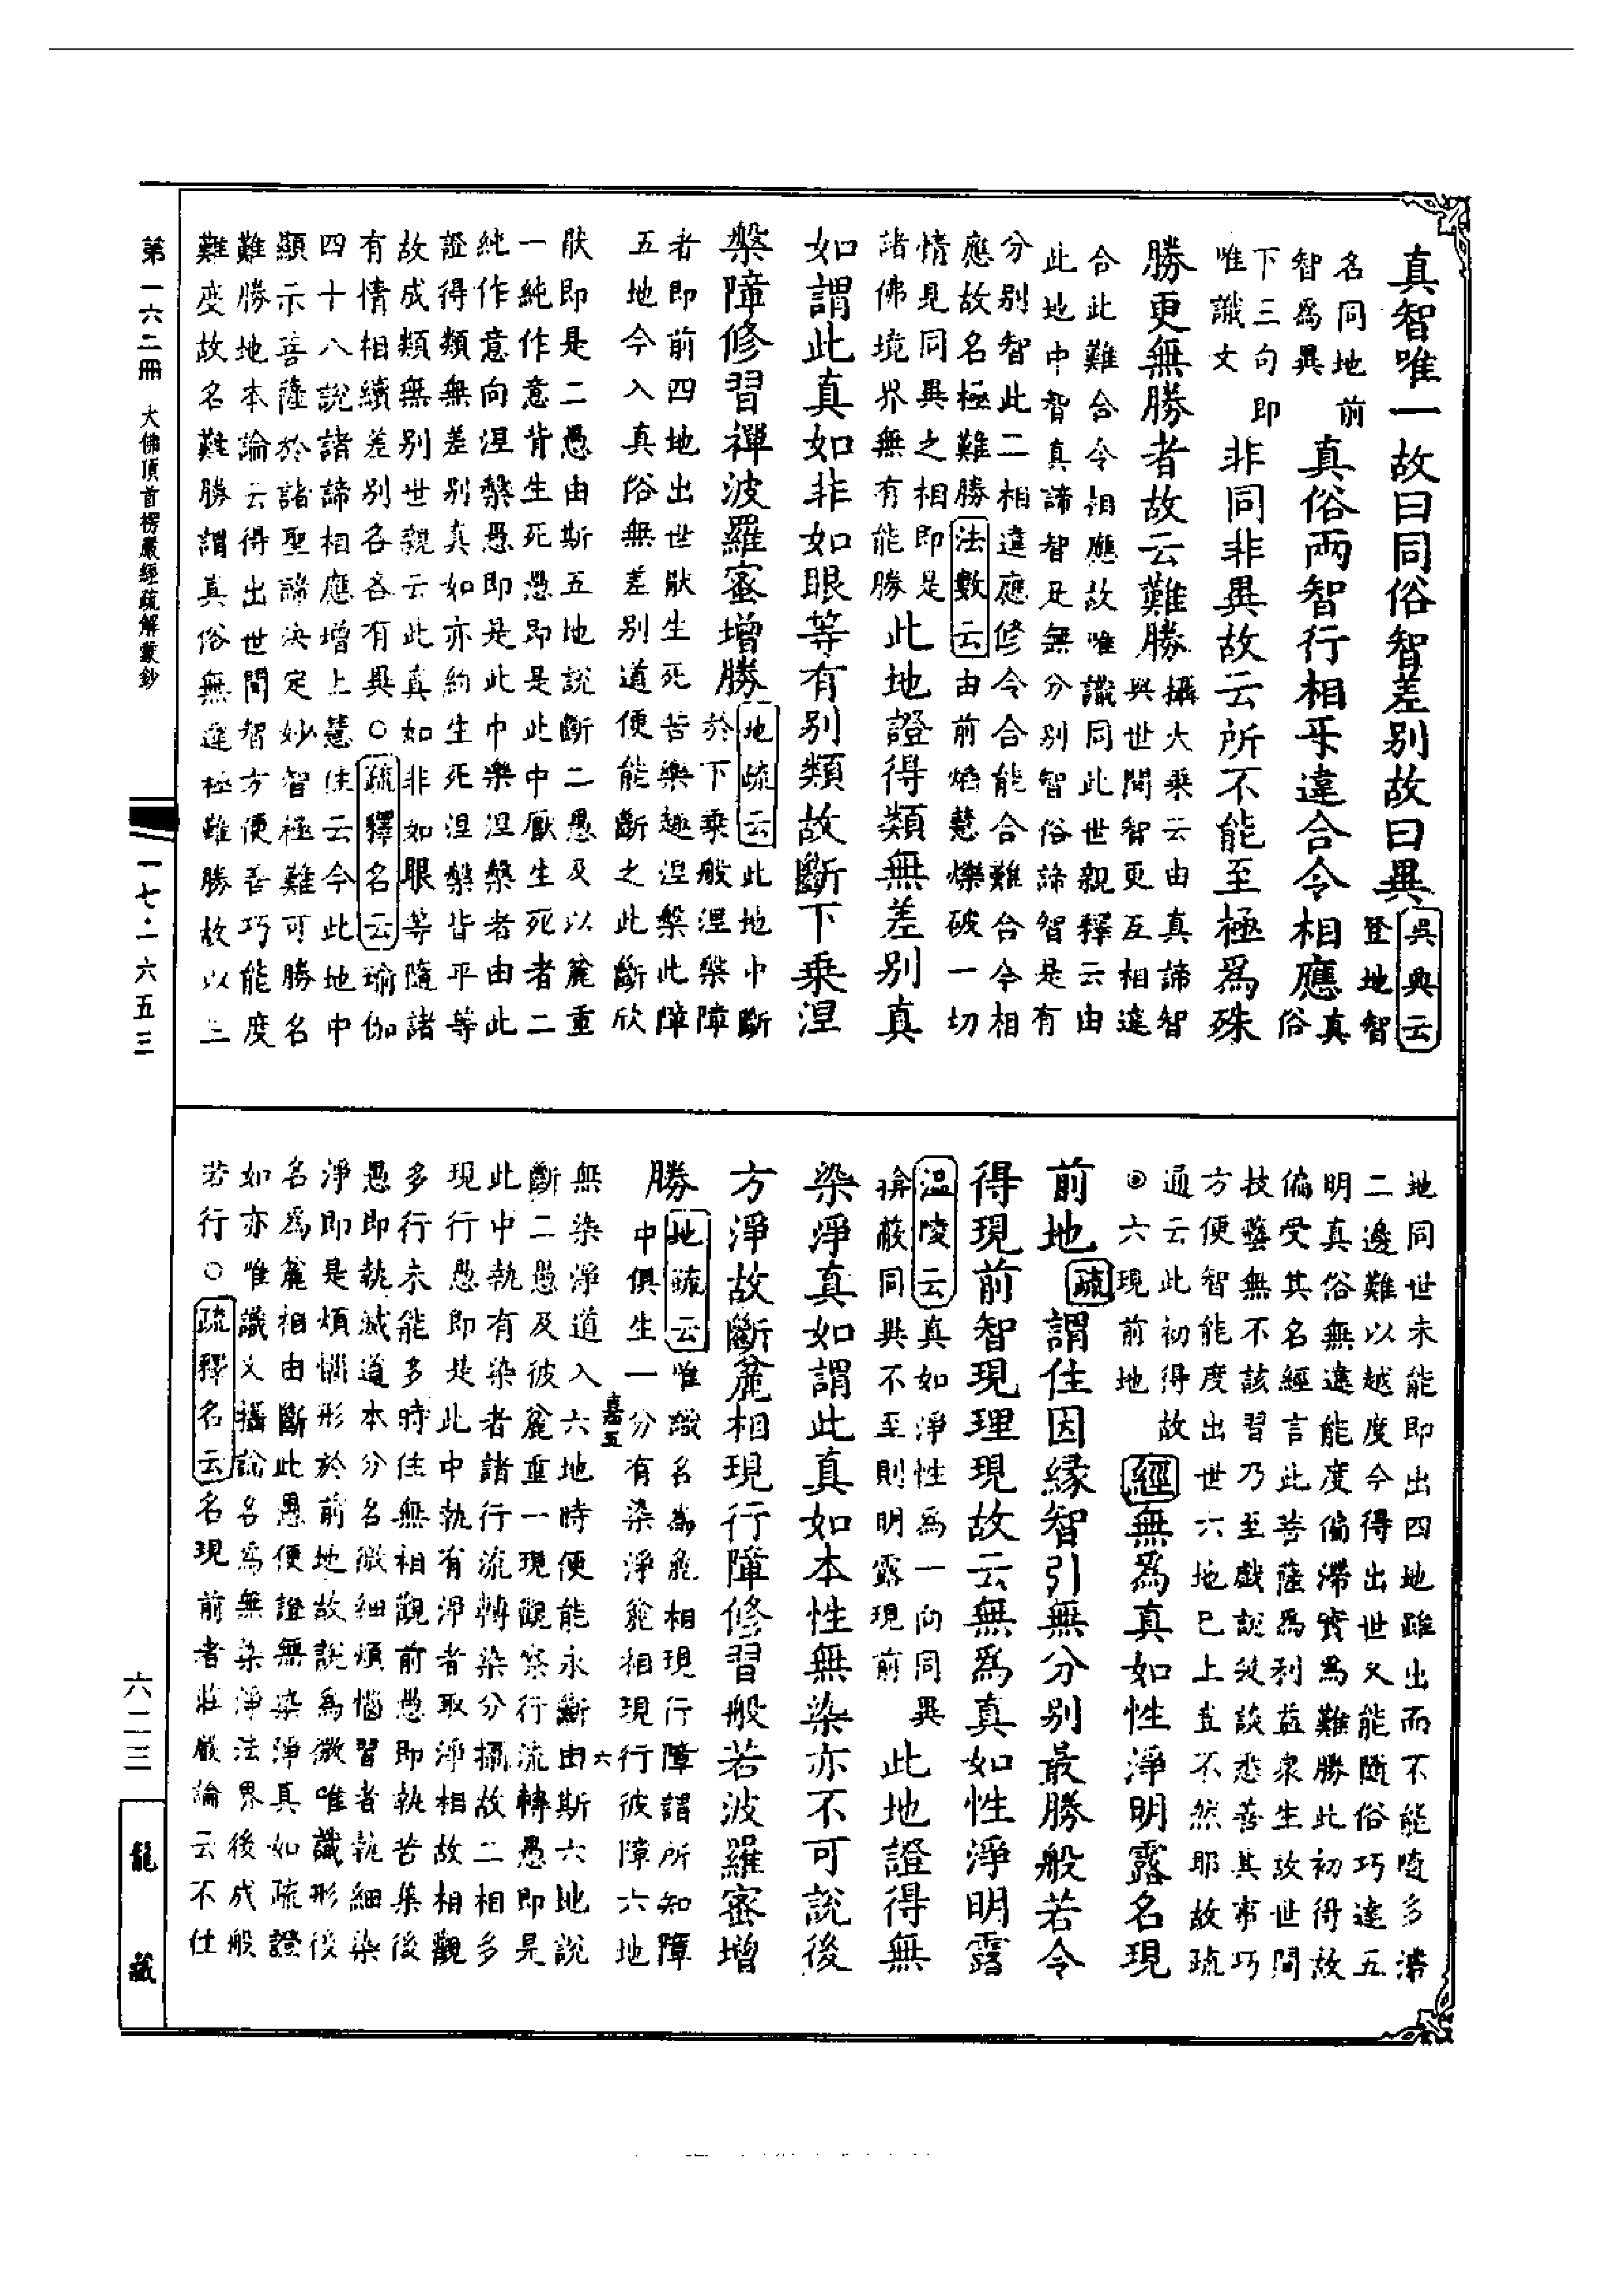 真智唯一故曰同俗智差別故曰異吳興云
登地智
名同地前
智爲異
真俗兩智行相互違合令相應真
俗
下三句即
唯識文
非同非異故云所不能至極爲殊
勝更無勝者故云難勝攝大乘云由真諦智
與世間智更互相違
合此難合令相應故唯識同此世親釋云由
此地中智真諦智是無分別智俗諦智是有
分別智此二相違應修令合能合難合令相
應故名極難勝法數云由前焰慧爍破一切
情見同異之相即是
諸佛境界無有能勝
此地證得類無差別真
如謂此真如非如眼等有別類故斷下乘涅
槃障修習禪波羅蜜增勝地疏云此地中斷
於下乘般涅槃障
者即前四地出世猒生死苦樂趣涅槃此障
五地今入真俗無差別道便能斷之此斷欣
猒即是二愚由斯五地說斷二愚及以麁重
一純作意背生死愚即是此中厭生死者二
純作意向涅槃愚即是此中樂涅槃者由此
證得類無差別真如亦約生死涅槃皆平等
故成類無別世親云此真如非如眼等隨諸
有情相續差別各各有異○疏釋名云瑜伽
四十八說諸諦相應增上慧住云今此地中
顯示菩薩於諸聖諦決定妙智極難可勝名
難勝地本論云得出世間智方便善巧能度
難度故名難勝謂真俗無違極難勝故以三
地同世未能即出四地雖出而不能隨多滯
二邊難以越度今得出世又能斷俗巧達五
明真俗無違能度偏滯實爲難勝此初得故
偏受其名經言此菩薩爲利益眾生故世間
技藝無不該習乃至戲說談悉善其事巧
方便智能度出世六地已上豈不然耶故疏
通云此初得故
◉六現前地
經無爲真如性淨明露名現
前地疏謂住因緣智引無分別最勝般若令
得現前智現理現故云無爲真如性淨明露
溫陵云真如淨性爲一向同異
揜蔽同異不至則明露現前
此地證得無
染淨真如謂此真如本性無染亦不可說後
方淨故斷麁相現行障修習般若波羅蜜增
勝地疏云唯識名爲麁相現行障謂所知障
中俱生一分有染淨麁相現行彼障六地
嘉五
六
無染淨道入六地時便能永斷由斯六地說
斷二愚及彼麁重一現觀察行流轉愚即是
此中執有染者諸行流轉染分攝故二相多
現行愚即是此中執有淨者取淨相故相觀
多行未能多時住無相觀前愚即執苦集後
愚即執滅道本分名微細煩惱習者執細染
淨即是煩惱形於前地故說爲微唯識形後
名爲麁相由斷此愚便證無染淨真如疏證
如亦唯識又攝論名爲無染淨法界後成般
若行○疏釋名云名現前者莊嚴論云不住
第一六二冊 大佛頂首楞嚴經疏解蒙鈔
一七·一六五三
六二三
龍藏